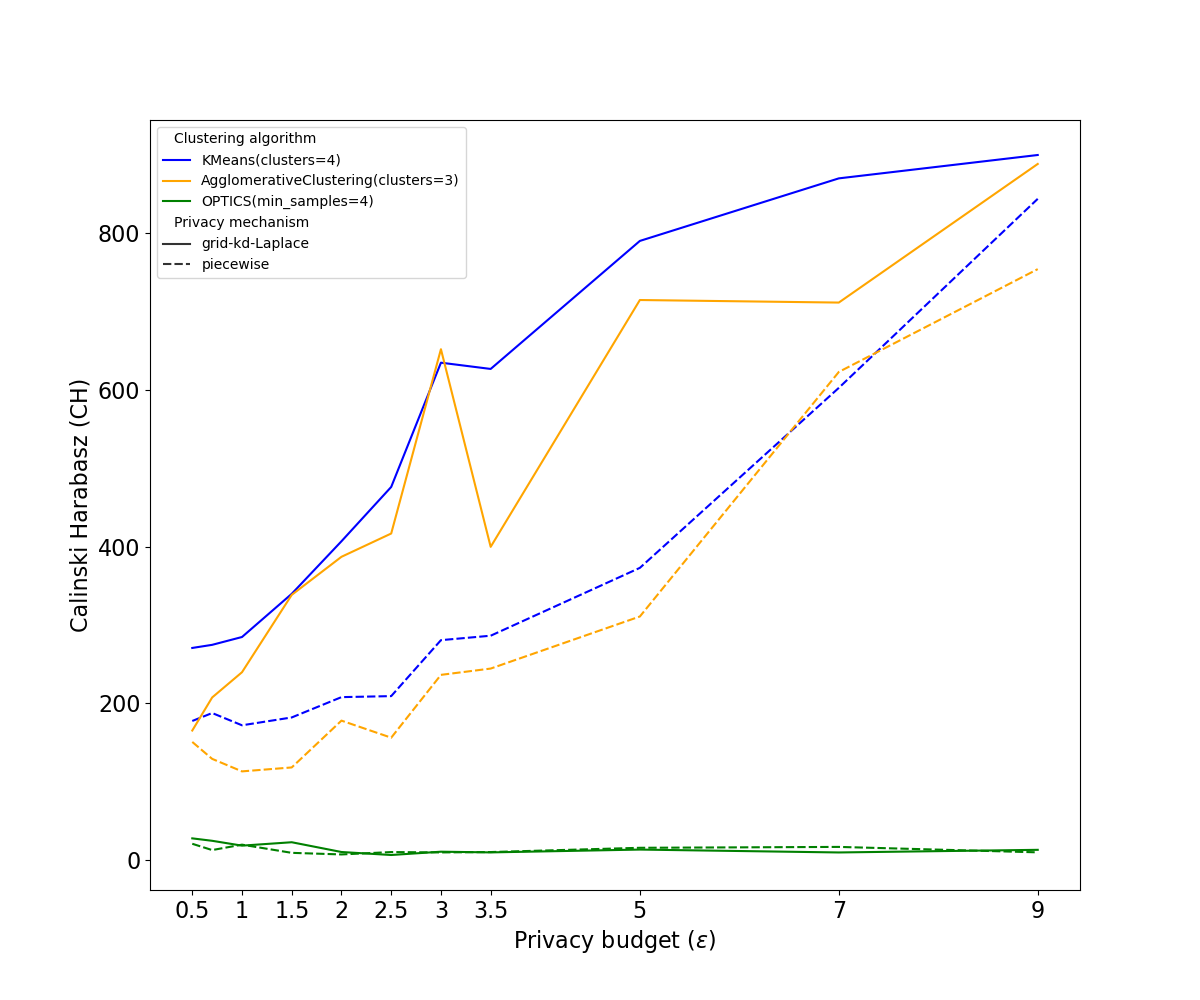 Clustering algorithm
KMeans(clusters=4)
AgglomerativeClustering(clusters=3)
OPTICS(min_samples=4)
Privacy mechanism
grid-kd-Laplace
piecewise
800
600
400
200
0
Calinski Harabasz (CH)
0.5 1 1.5 2 2.5 3 3.5 5 7 9
Privacy budget (ε)